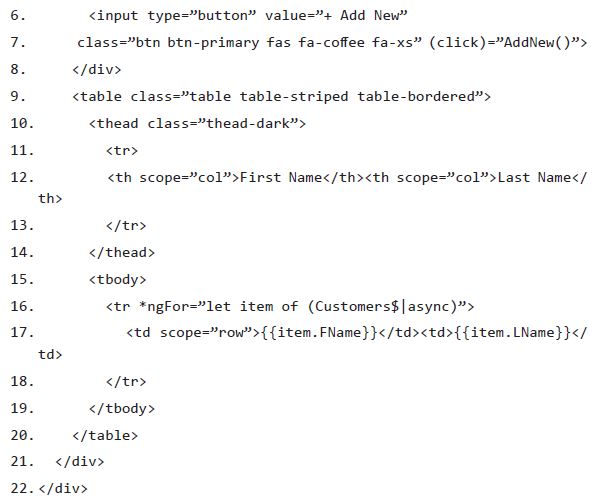 6. <input type=”button” value=”+ Add New”
7. class=”btn btn-primary fas fa-coffee fa-xs” (click)=”AddNew()”>
8. </div>
9. <table class=”table table-striped table-bordered”>
10. <thead class=”thead-dark”>
11. <tr>
12. <th scope=”col”>First Name</th><th scope=”col”>Last Name</
th>
13. </tr>
14. </thead>
15. <tbody>
16. <tr *ngFor=”let item of (Customers$|async)”>
17. <td scope=”row”>{{item.FName}}</td><td>{{item.LName}}</
td>
18. </tr>
19. </tbody>
20. </table>
21. </div>
22. </div>